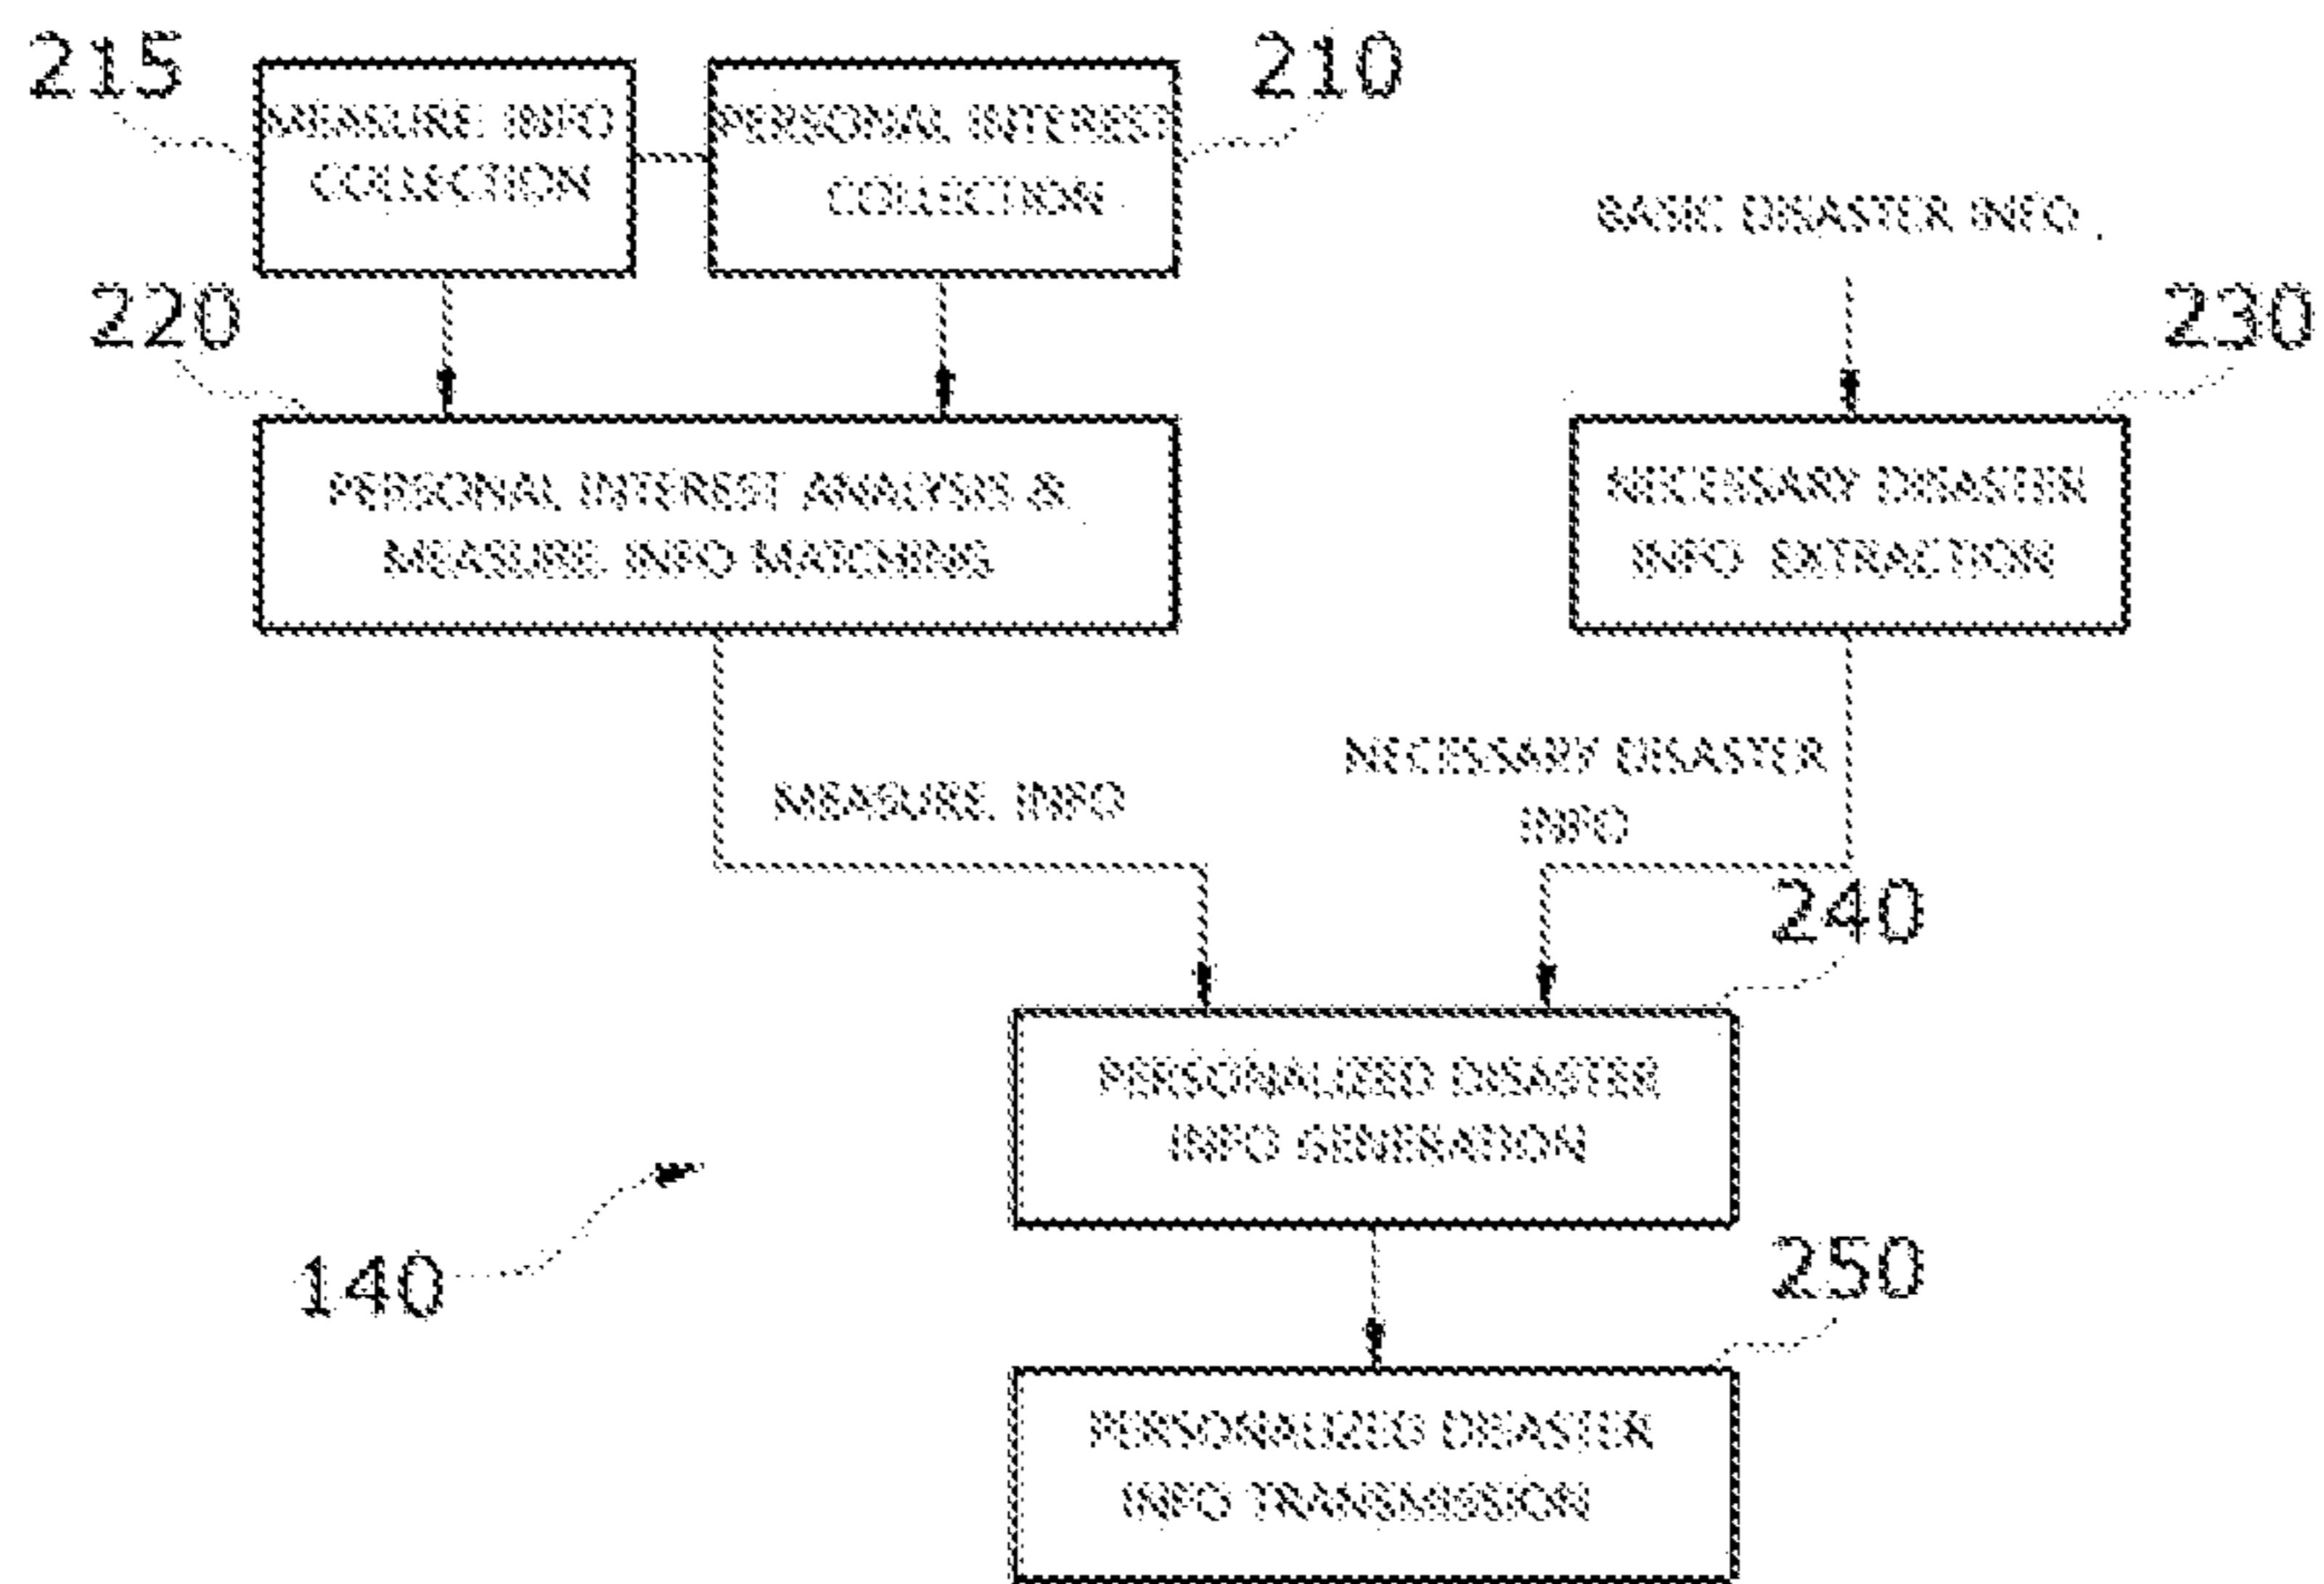 215
MEASURE INFO
COLLECTION
PERSONAL INTEREST
COLLECTION
210
BASIC DISASTER INFO
220
230
PERSONAL INTEREST ANALYSIS &
MEASURE INFO MATCHING
NECESSARY DISASTER
INFO EXTRACTION
MEASURE INFO
NECESSARY DISASTER
INFO
240
PERSONALIZED DISASTER
INFO GENERATION
140
250
PERSONALIZED DISASTER
INFO TRANSMISSION